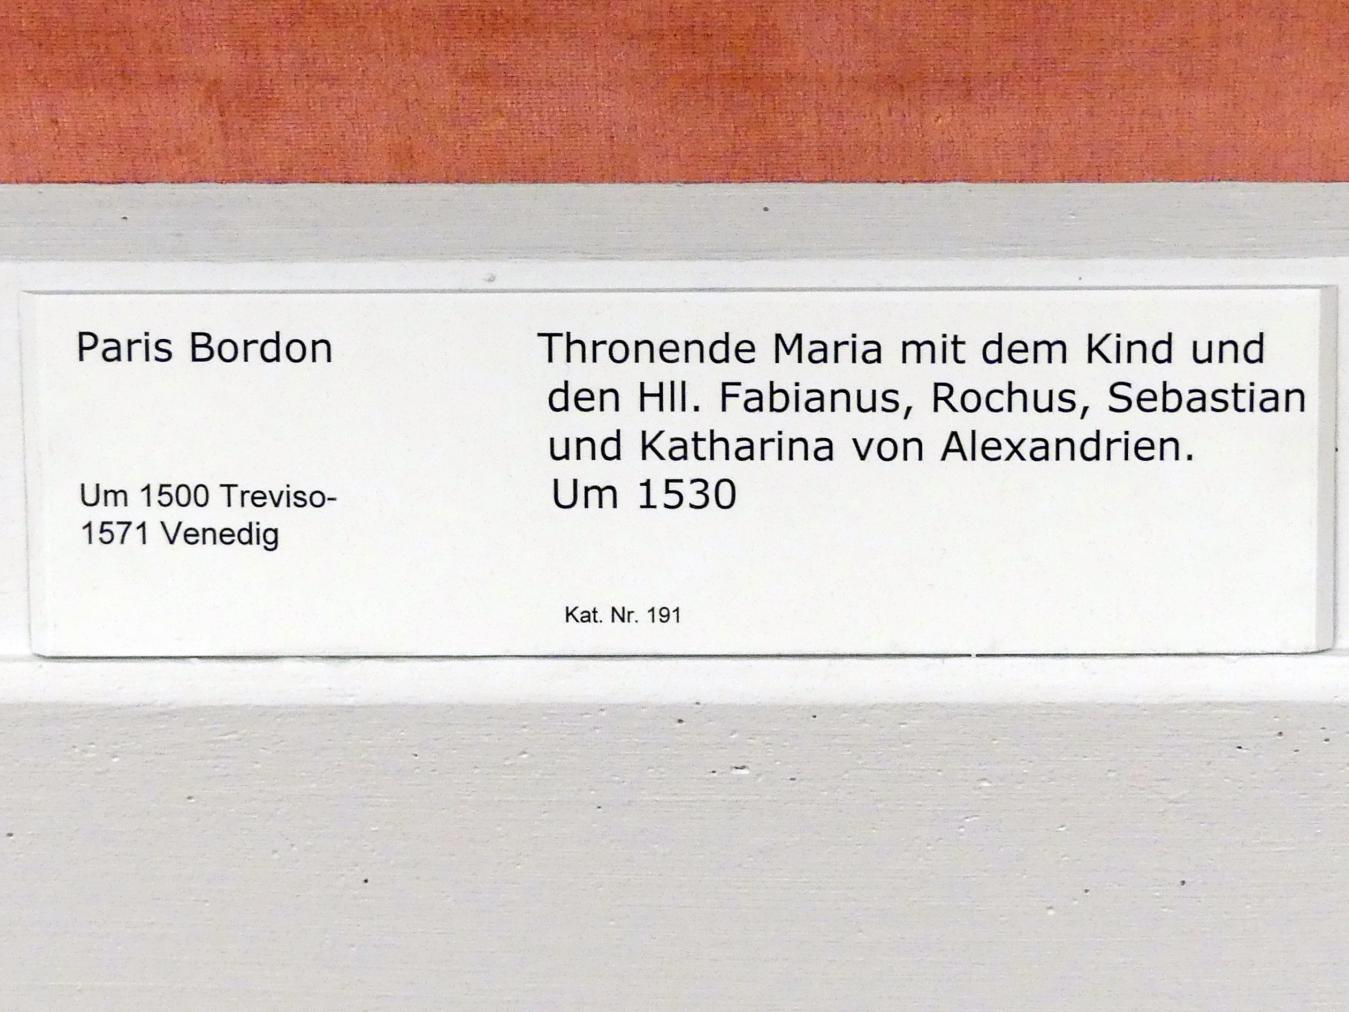 Paris Bordon
Um 1500 Treviso-
1571 Venedig
Thronende Maria mit dem Kind und
den Hll. Fabianus, Rochus, Sebastian
und Katharina von Alexandrien.
Um 1530
Kat. Nr. 191